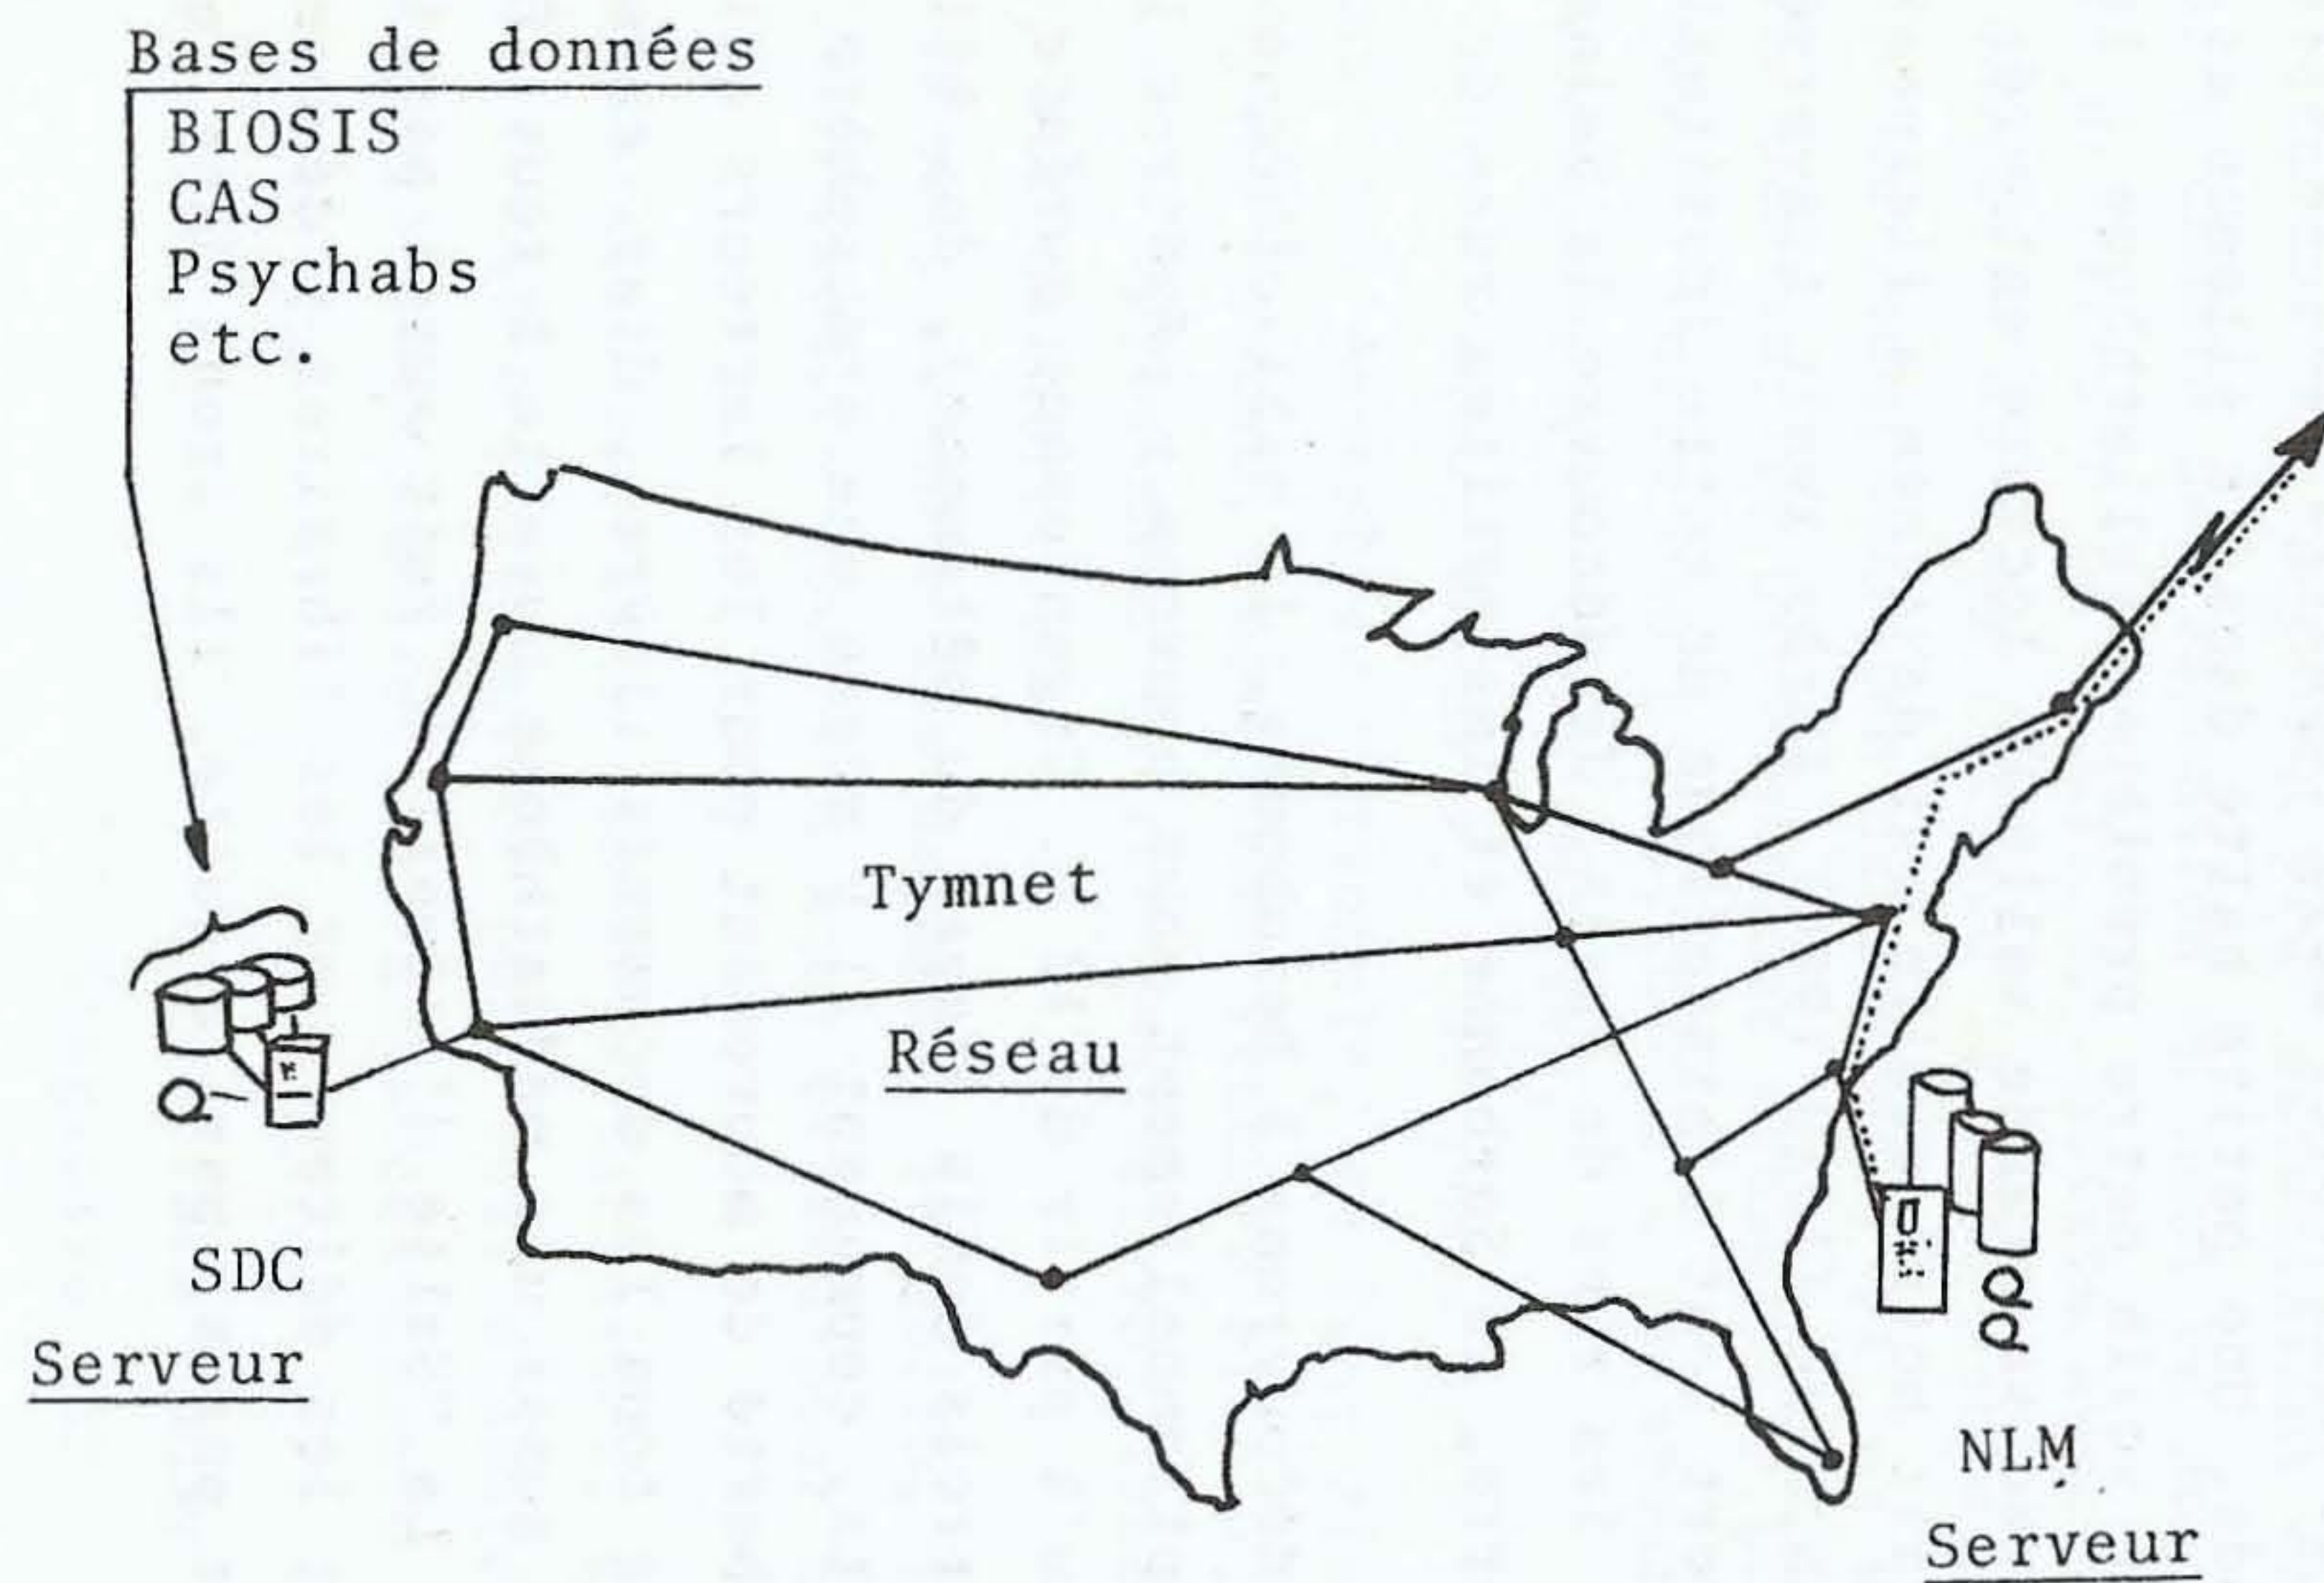 Bases de données
BIOSIS
CAS
Psychabs
etc.
Tymnet
Réseau
SDC
Serveur
NLM
Serveur